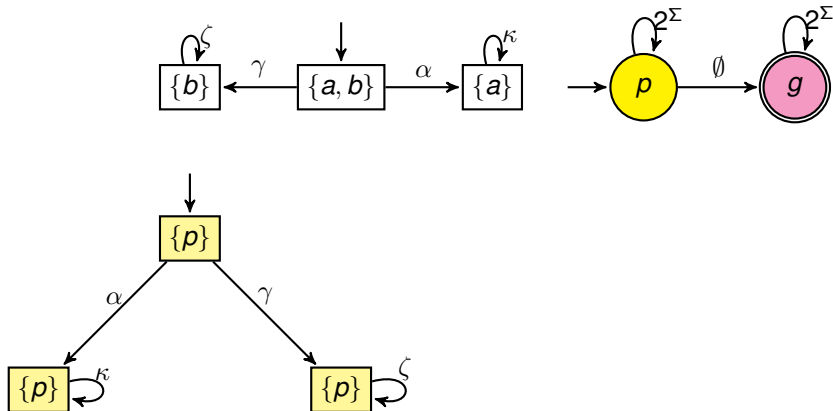 ζ κ 2^Σ 2^Σ
{b} γ {a, b} α {a} p ∅ g
{p}
α γ
{p} κ {p} ζ